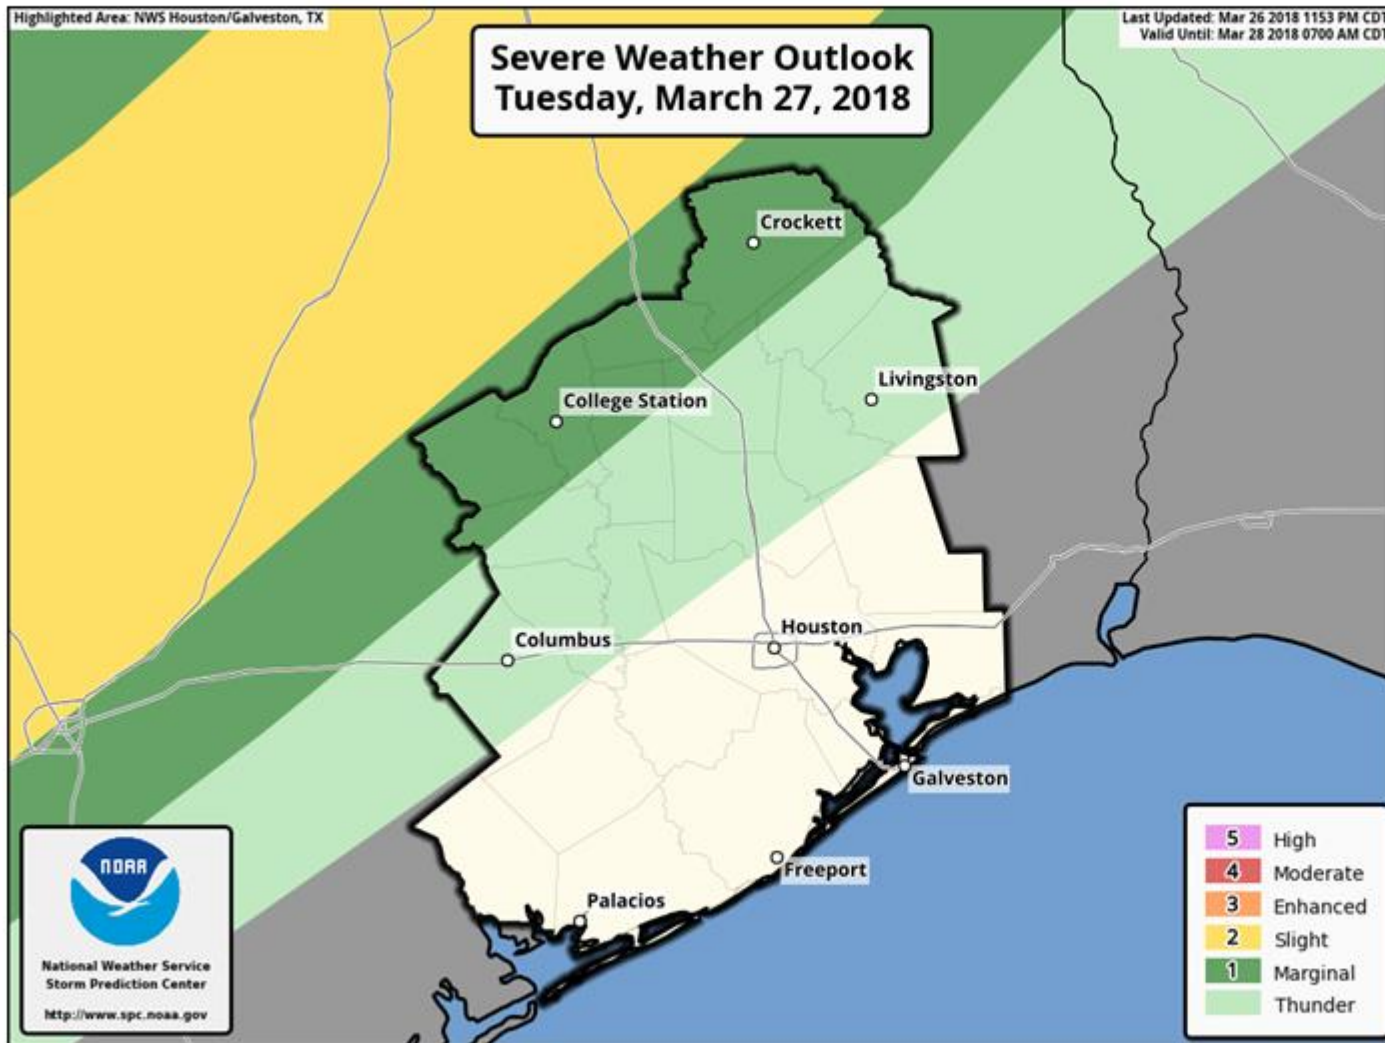 Highlighted Area: NWS Houston/Galveston, TX
Last Updated: Mar 26 2018 1153 PM CDT
Valid Until: Mar 28 2018 0700 AM CDT
Severe Weather Outlook
Tuesday, March 27, 2018
Crockett
Livingston
College Station
Houston
Columbus
Galveston
Freeport
Palacios
NOAA
National Weather Service
Storm Prediction Center
http://www.spc.noaa.gov
5 High
4 Moderate
3 Enhanced
2 Slight
1 Marginal
Thunder